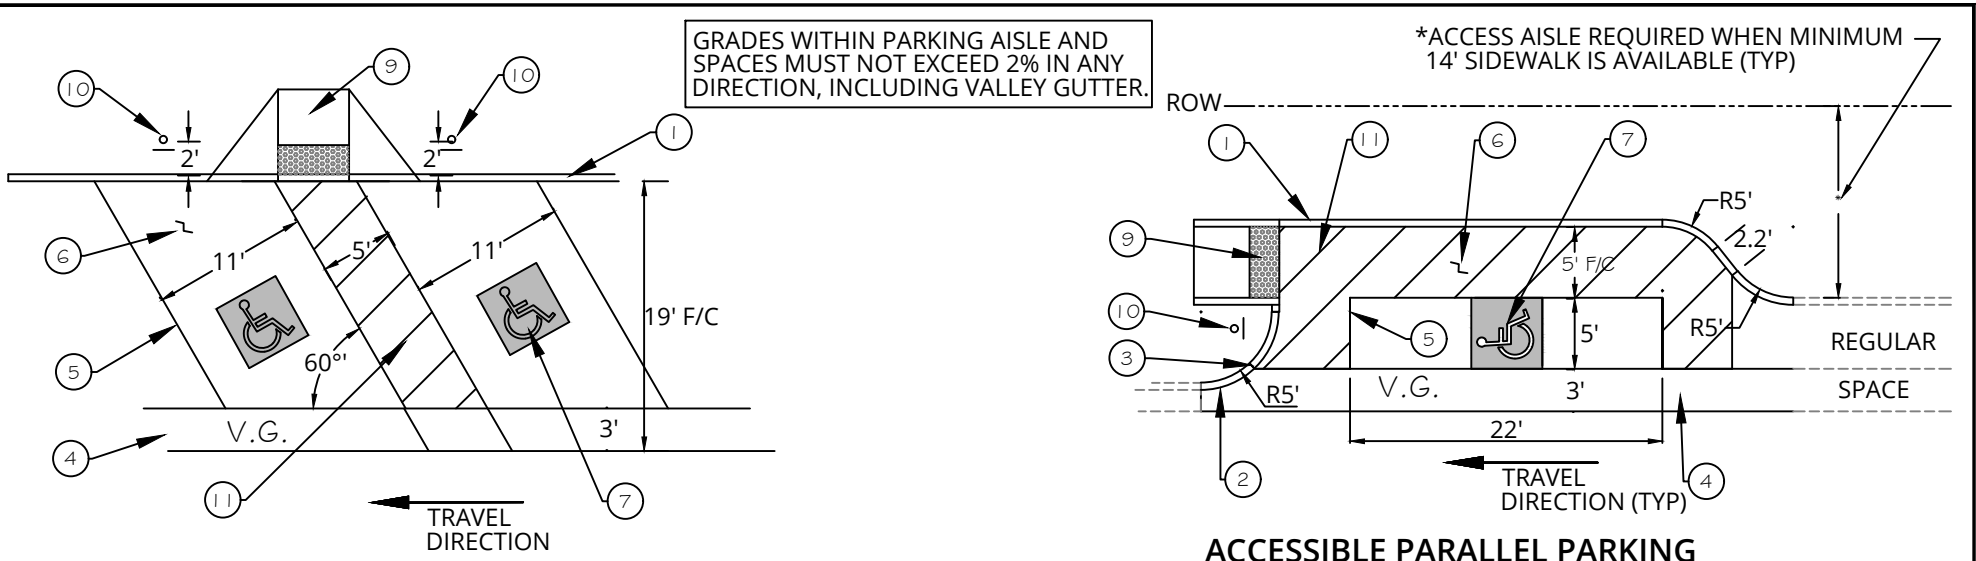 GRADES WITHIN PARKING AISLE AND
SPACES MUST NOT EXCEED 2% IN ANY
DIRECTION, INCLUDING VALLEY GUTTER.
10
9
10
1
2'
2'
6
11'
5'
11'
19' F/C
5
60°'
V.G.
3'
4
11
7
TRAVEL
DIRECTION
*ACCESS AISLE REQUIRED WHEN MINIMUM
14' SIDEWALK IS AVAILABLE (TYP)
ROW
1
11
6
7
*
R5'
9
2.2'
5' F/C
10
R5'
5
5'
REGULAR
3
R5'
V.G.
3'
SPACE
22'
2
4
TRAVEL
DIRECTION (TYP)
ACCESSIBLE PARALLEL PARKING